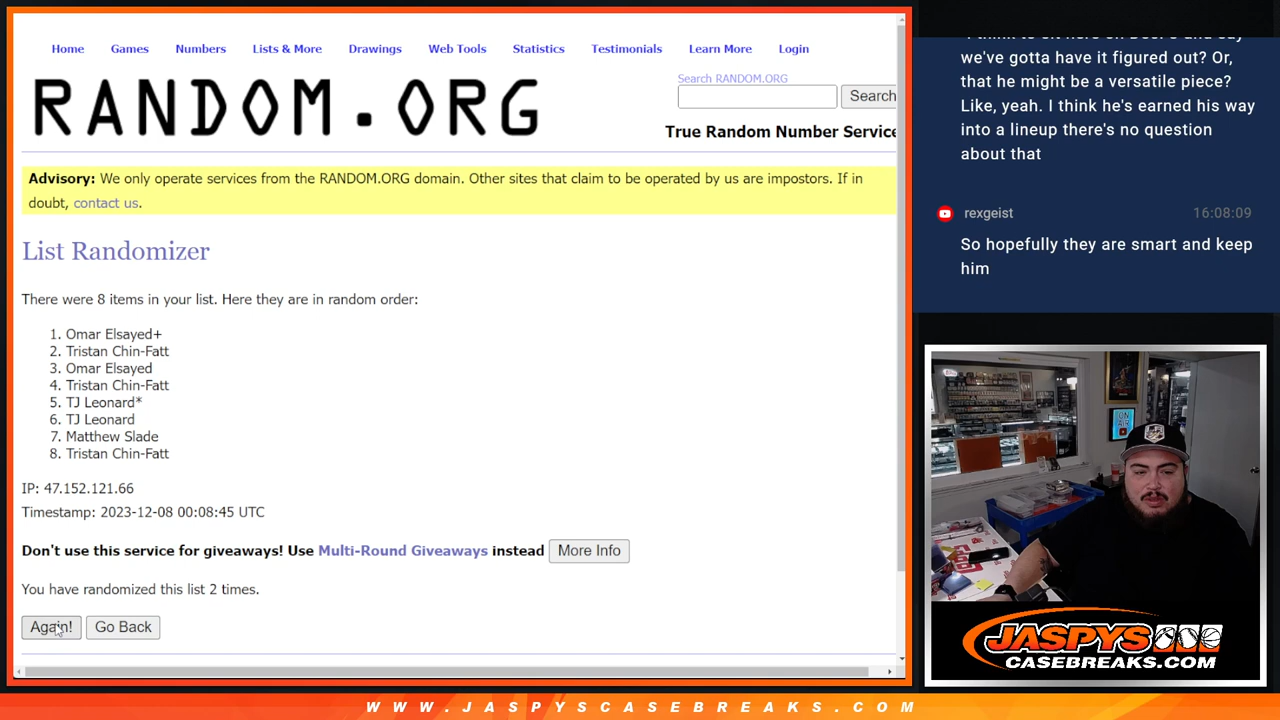 Home Games Numbers Lists & More Drawings Web Tools Statistics Testimonials Learn More Login
RANDOM.ORG
Search RANDOM.ORG
Search
True Random Number Service
Advisory: We only operate services from the RANDOM.ORG domain. Other sites that claim to be operated by us are impostors. If in
doubt, contact us.
List Randomizer
There were 8 items in your list. Here they are in random order:
1. Omar Elsayed+
2. Tristan Chin-Fatt
3. Omar Elsayed
4. Tristan Chin-Fatt
5. TJ Leonard*
6. TJ Leonard
7. Matthew Slade
8. Tristan Chin-Fatt
IP: 47.152.121.66
Timestamp: 2023-12-08 00:08:45 UTC
Don't use this service for giveaways! Use Multi-Round Giveaways instead More Info
You have randomized this list 2 times.
Again! Go Back
we've gotta have it figured out? Or,
that he might be a versatile piece?
Like, yeah. I think he's earned his way
into a lineup there's no question
about that
rexgeist 16:08:09
So hopefully they are smart and keep
him
ON
AIR
JASPYS
CASEBREAKS.COM
WWW.JASPYSCASEBREAKS.COM